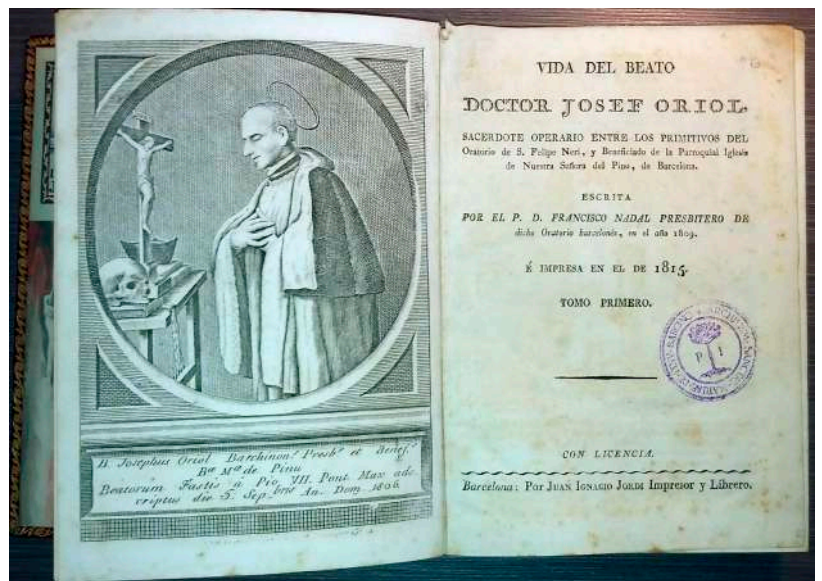 B. Josephus Oriol Barchinon.s Presb.r et Benef.s
B.æ M.æ de Pinu
Beatorum Fastis à Pio VII. Pont. Max ads
criptus die 5. Sep.bris An. Dom. 1806.
VIDA DEL BEATO
DOCTOR JOSEF ORIOL,
SACERDOTE OPERARIO ENTRE LOS PRIMITIVOS DEL
Oratorio de S. Felipe Neri, y Beneficiado de la Parroquial Iglesia
de Nuestra Señora del Pino, de Barcelona.
ESCRITA
POR EL P. D. FRANCISCO NADAL PRESBITERO DE
dicho Oratorio barcelonés, en el año 1809.
É IMPRESA EN EL DE 1815.
TOMO PRIMERO.
P I
CON LICENCIA.
Barcelona: Por JUAN IGNACIO JORDI Impresor y Librero.